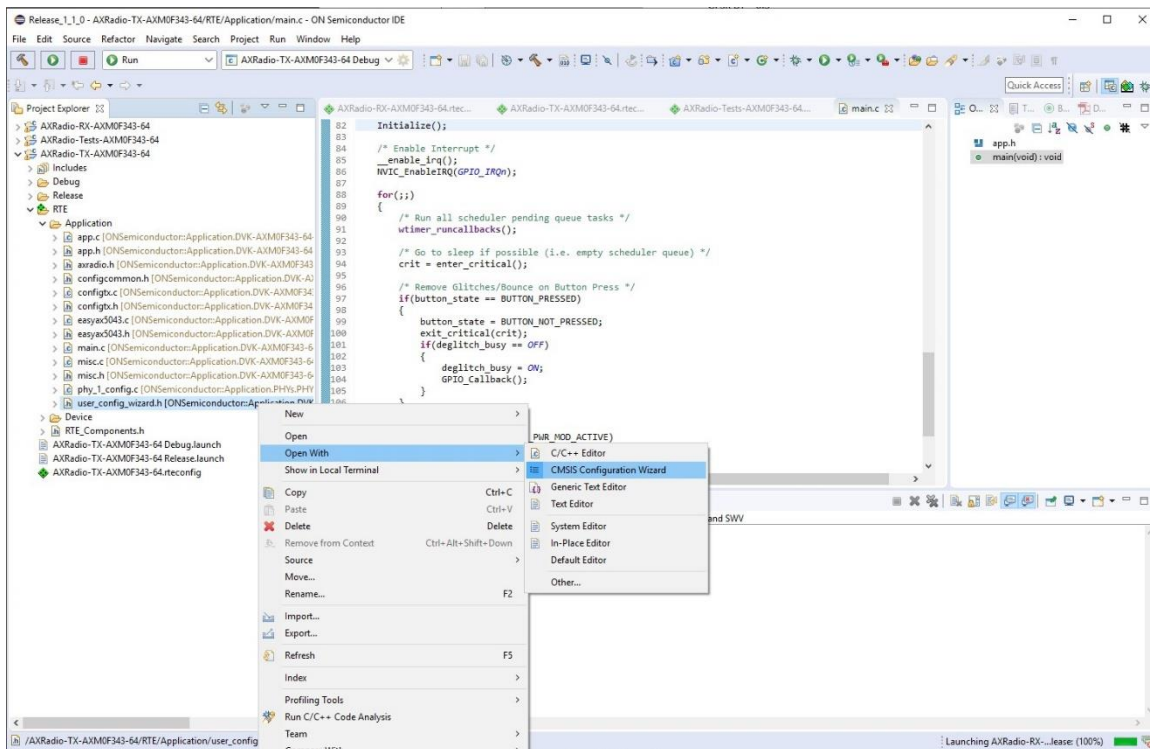 Release_1_1_0 - AXRadio-TX-AXM0F343-64/RTE/Application/main.c - ON Semiconductor IDE
File Edit Source Refactor Navigate Search Project Run Window Help
Run
AXRadio-TX-AXM0F343-64 Debug
Quick Access
Project Explorer
AXRadio-RX-AXM0F343-64
AXRadio-Tests-AXM0F343-64
AXRadio-TX-AXM0F343-64
Includes
Debug
Release
RTE
Application
app.c [ONSemiconductor::Application.DVK-AXM0F343-64
app.h [ONSemiconductor::Application.DVK-AXM0F343-64
axradio.h [ONSemiconductor::Application.DVK-AXM0F343
configcommon.h [ONSemiconductor::Application.DVK-AX
configtx.c [ONSemiconductor::Application.DVK-AXM0F34
configtx.h [ONSemiconductor::Application.DVK-AXM0F34
easyax5043.c [ONSemiconductor::Application.DVK-AXM0F
easyax5043.h [ONSemiconductor::Application.DVK-AXM0F
main.c [ONSemiconductor::Application.DVK-AXM0F343-64
misc.c [ONSemiconductor::Application.DVK-AXM0F343-64
misc.h [ONSemiconductor::Application.DVK-AXM0F343-64
phy_1_config.c [ONSemiconductor::Application.PHYs.PHY
user_config_wizard.h [ONSemiconductor::Application.DVK
Device
RTE_Components.h
AXRadio-TX-AXM0F343-64 Debug.launch
AXRadio-TX-AXM0F343-64 Release.launch
AXRadio-TX-AXM0F343-64.rteconfig
AXRadio-RX-AXM0F343-64.rtec...
AXRadio-TX-AXM0F343-64.rtec...
AXRadio-Tests-AXM0F343-64....
main.c
82 Initialize();
83
84 /* Enable Interrupt */
85 __enable_irq();
86 NVIC_EnableIRQ(GPIO_IRQn);
87
88 for(;;)
89 {
90 /* Run all scheduler pending queue tasks */
91 wtimer_runcallbacks();
92
93 /* Go to sleep if possible (i.e. empty scheduler queue) */
94 crit = enter_critical();
95
96 /* Remove Glitches/Bounce on Button Press */
97 if(button_state == BUTTON_PRESSED)
98 {
99 button_state = BUTTON_NOT_PRESSED;
100 exit_critical(crit);
101 if(deglitch_busy == OFF)
102 {
103 deglitch_busy = ON;
104 GPIO_Callback();
105 }
106 }
_PWR_MOD_ACTIVE)
O...
T...
B...
D...
app.h
main(void) : void
New
Open
Open With
Show in Local Terminal
Copy Ctrl+C
Paste Ctrl+V
Delete Delete
Remove from Context Ctrl+Alt+Shift+Down
Source
Move...
Rename... F2
Import...
Export...
Refresh F5
Index
Profiling Tools
Run C/C++ Code Analysis
Team
C/C++ Editor
CMSIS Configuration Wizard
Generic Text Editor
Text Editor
System Editor
In-Place Editor
Default Editor
Other...
and SWV
/AXRadio-TX-AXM0F343-64/RTE/Application/user_config
Launching AXRadio-RX-...lease: (100%)